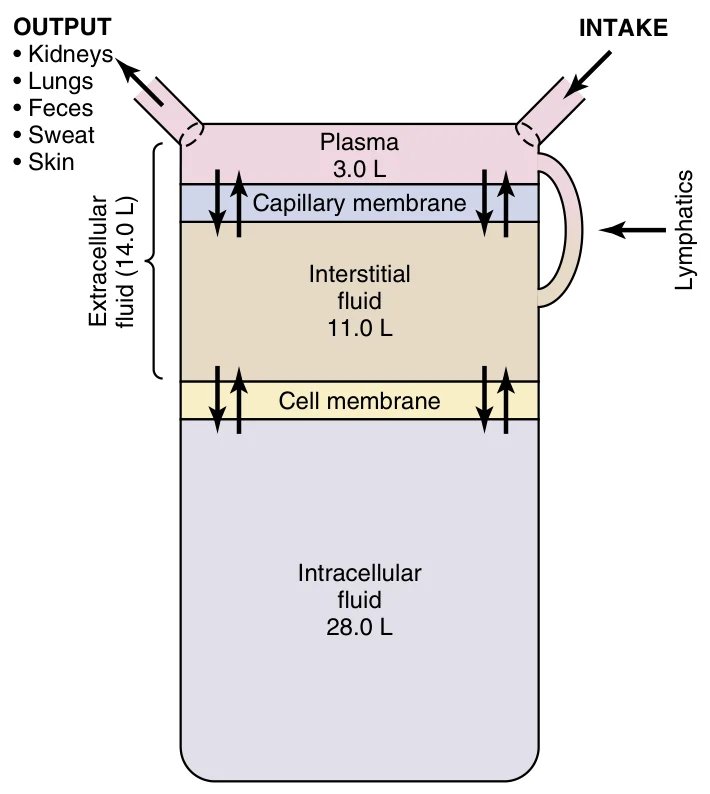 OUTPUT
• Kidneys
• Lungs
• Feces
• Sweat
• Skin
INTAKE
Plasma
3.0 L
Capillary membrane
Interstitial
fluid
11.0 L
Cell membrane
Intracellular
fluid
28.0 L
Extracellular
fluid (14.0 L)
Lymphatics